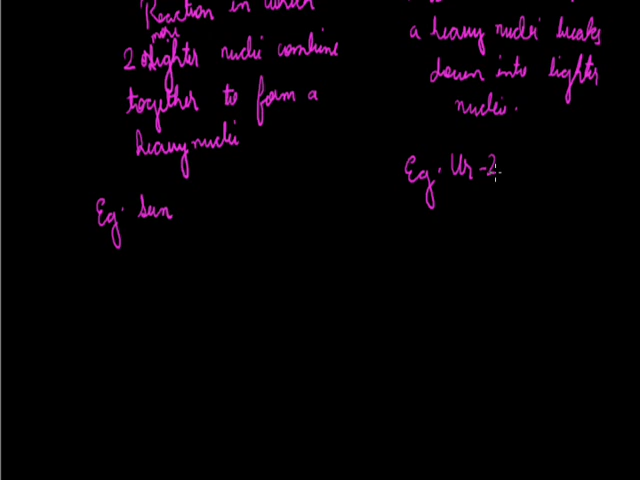 Reaction in which
more
2 or lighter nuclei combine
together to form a
heavy nuclei
Eg. Sun
a heavy nuclei breaks
down into lighter
nuclei.
Eg. Ur-2